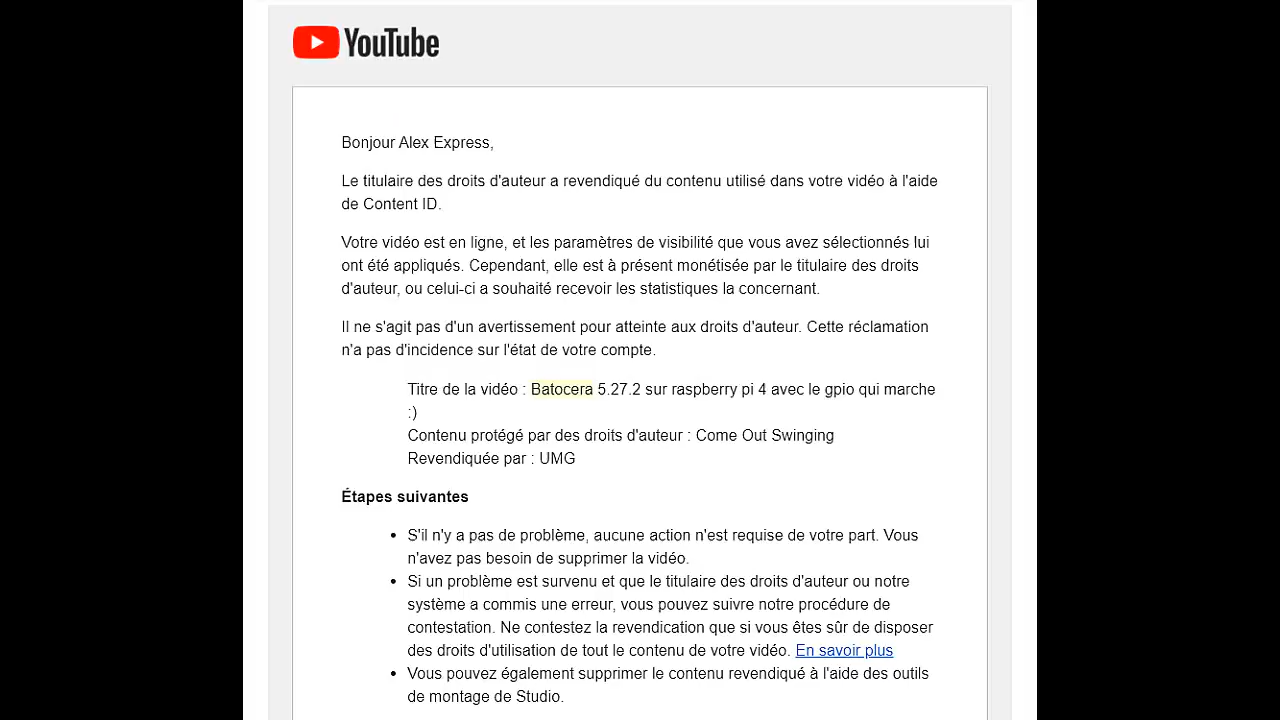 YouTube
Bonjour Alex Express,
Le titulaire des droits d'auteur a revendiqué du contenu utilisé dans votre vidéo à l'aide
de Content ID.
Votre vidéo est en ligne, et les paramètres de visibilité que vous avez sélectionnés lui
ont été appliqués. Cependant, elle est à présent monétisée par le titulaire des droits
d'auteur, ou celui-ci a souhaité recevoir les statistiques la concernant.
Il ne s'agit pas d'un avertissement pour atteinte aux droits d'auteur. Cette réclamation
n'a pas d'incidence sur l'état de votre compte.
Titre de la vidéo : Batocera 5.27.2 sur raspberry pi 4 avec le gpio qui marche
:)
Contenu protégé par des droits d'auteur : Come Out Swinging
Revendiquée par : UMG
Étapes suivantes
• S'il n'y a pas de problème, aucune action n'est requise de votre part. Vous
n'avez pas besoin de supprimer la vidéo.
• Si un problème est survenu et que le titulaire des droits d'auteur ou notre
système a commis une erreur, vous pouvez suivre notre procédure de
contestation. Ne contestez la revendication que si vous êtes sûr de disposer
des droits d'utilisation de tout le contenu de votre vidéo. En savoir plus
• Vous pouvez également supprimer le contenu revendiqué à l'aide des outils
de montage de Studio.